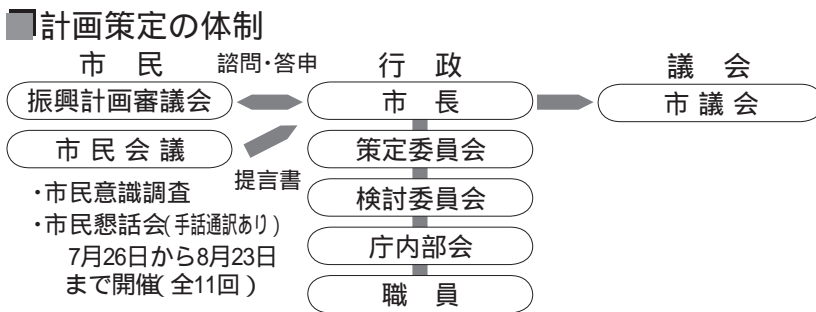 計画策定の体制
市 民 諮問・答申 行 政 議 会
振興計画審議会 市 長 市 議 会
市 民 会 議 策定委員会
提言書
・市民意識調査 検討委員会
・市民懇話会(手話通訳あり)
7月26日から8月23日 庁内部会
まで開催(全11回)
職 員